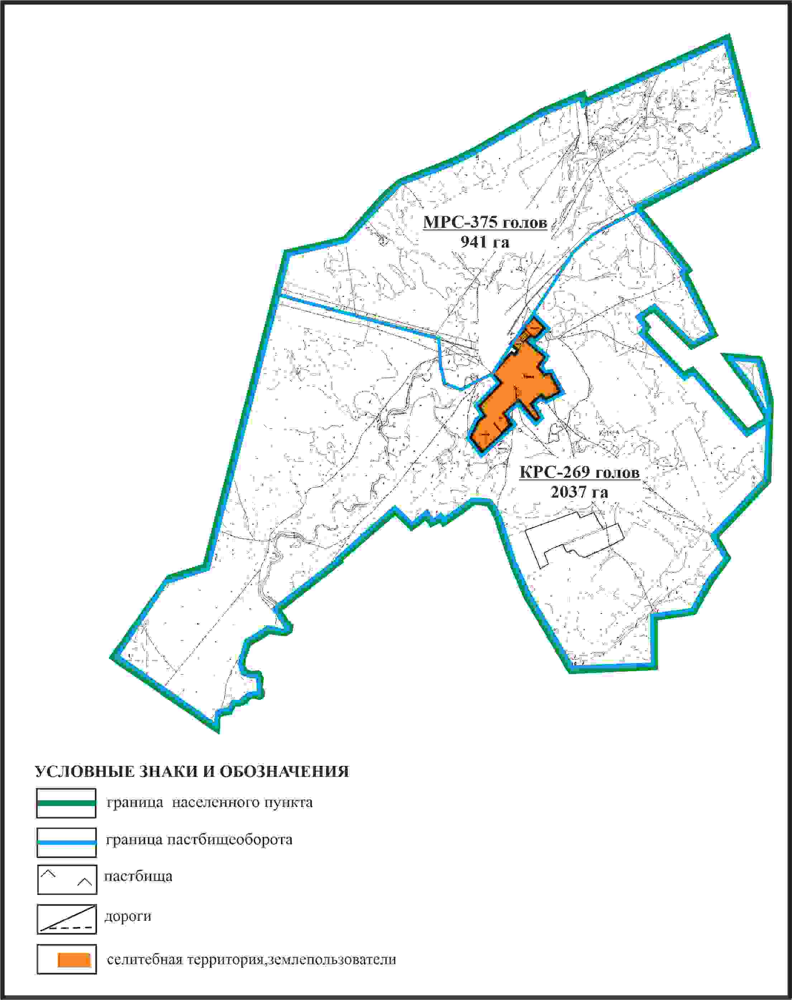 МРС-375 голов
941 га
КРС-269 голов
2037 га
УСЛОВНЫЕ ЗНАКИ И ОБОЗНАЧЕНИЯ
граница населенного пункта
граница пастбищеоборота
пастбища
дороги
селитебная территория,землепользователи